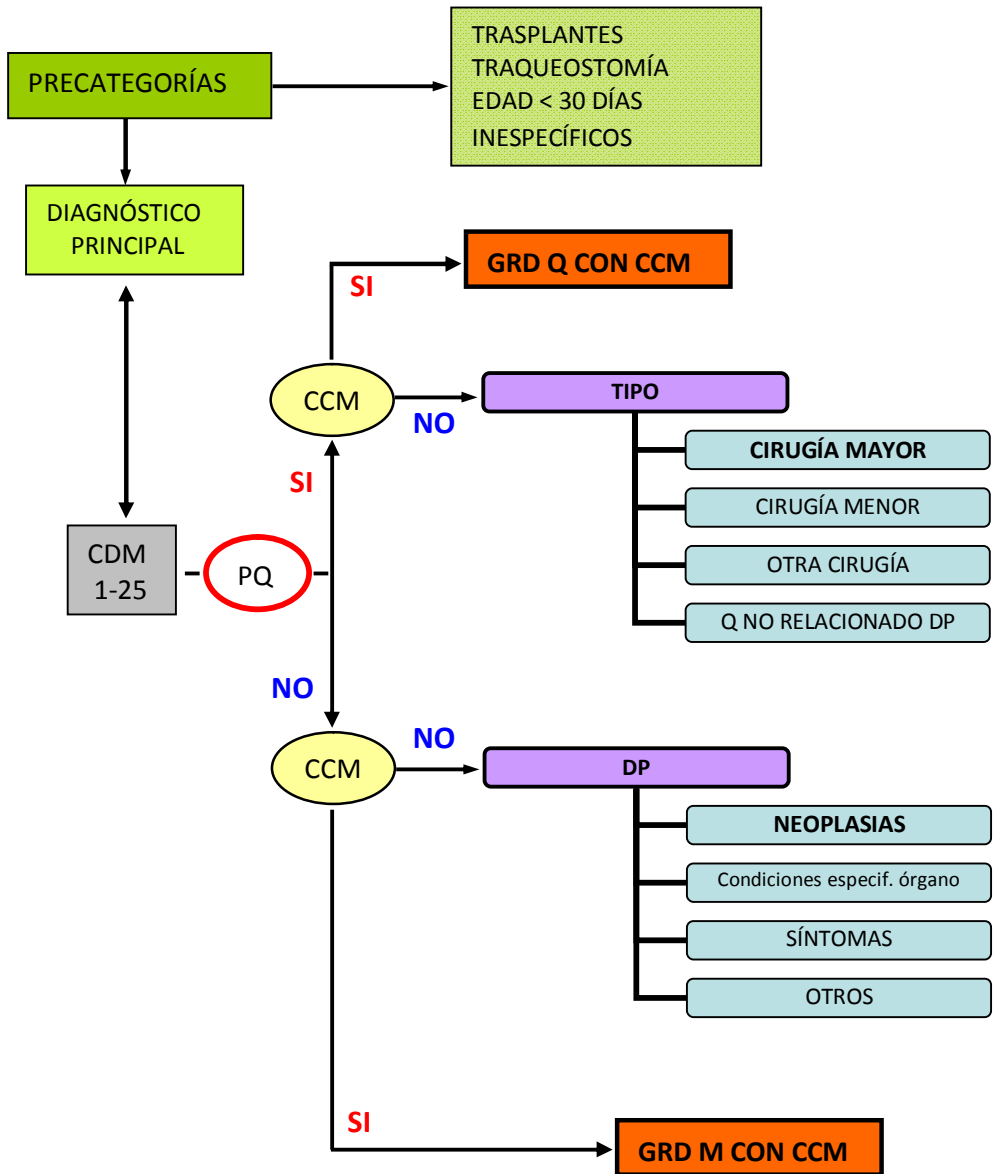 TRASPLANTES
TRAQUEOSTOMÍA
EDAD < 30 DÍAS
INESPECÍFICOS
PRECATEGORÍAS
DIAGNÓSTICO
PRINCIPAL
GRD Q CON CCM
SI
CCM
NO
TIPO
CIRUGÍA MAYOR
SI
CIRUGÍA MENOR
OTRA CIRUGÍA
Q NO RELACIONADO DP
CDM
1-25
PQ
NO
CCM
NO
DP
NEOPLASIAS
Condiciones especif. órgano
SÍNTOMAS
OTROS
SI
GRD M CON CCM